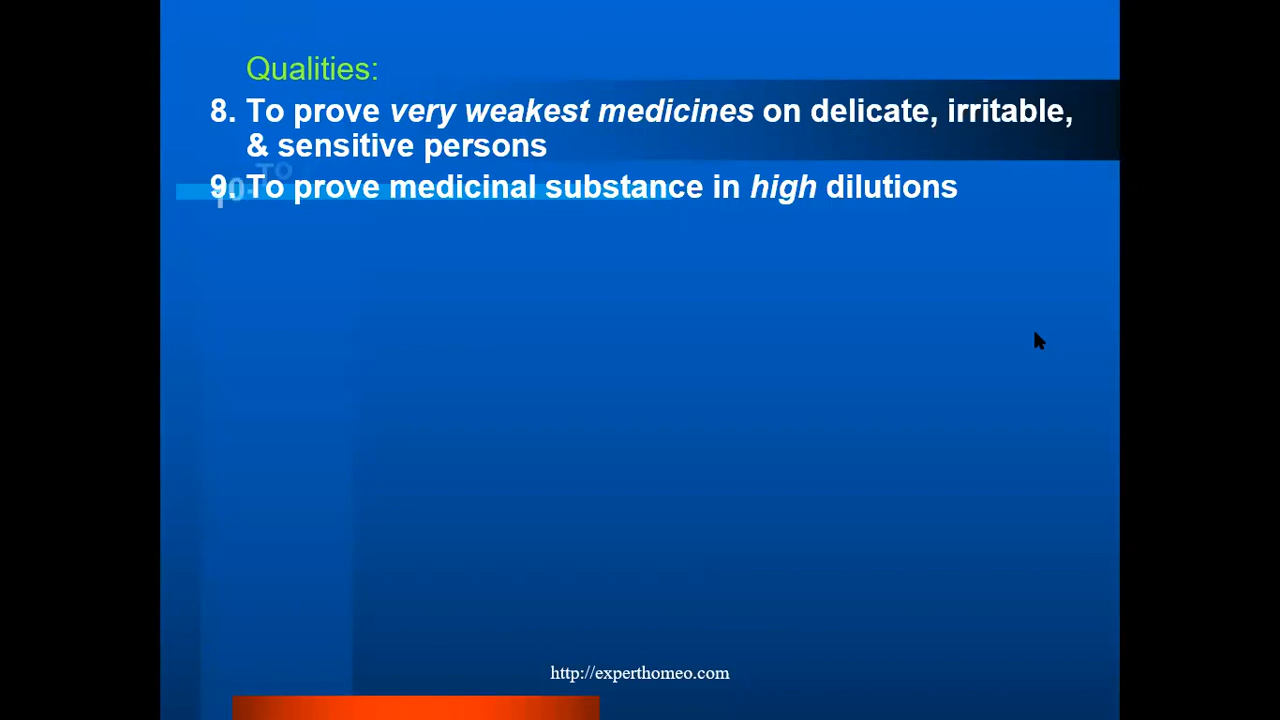 Qualities:
8. To prove very weakest medicines on delicate, irritable,
& sensitive persons
9. To prove medicinal substance in high dilutions
http://experthomeo.com